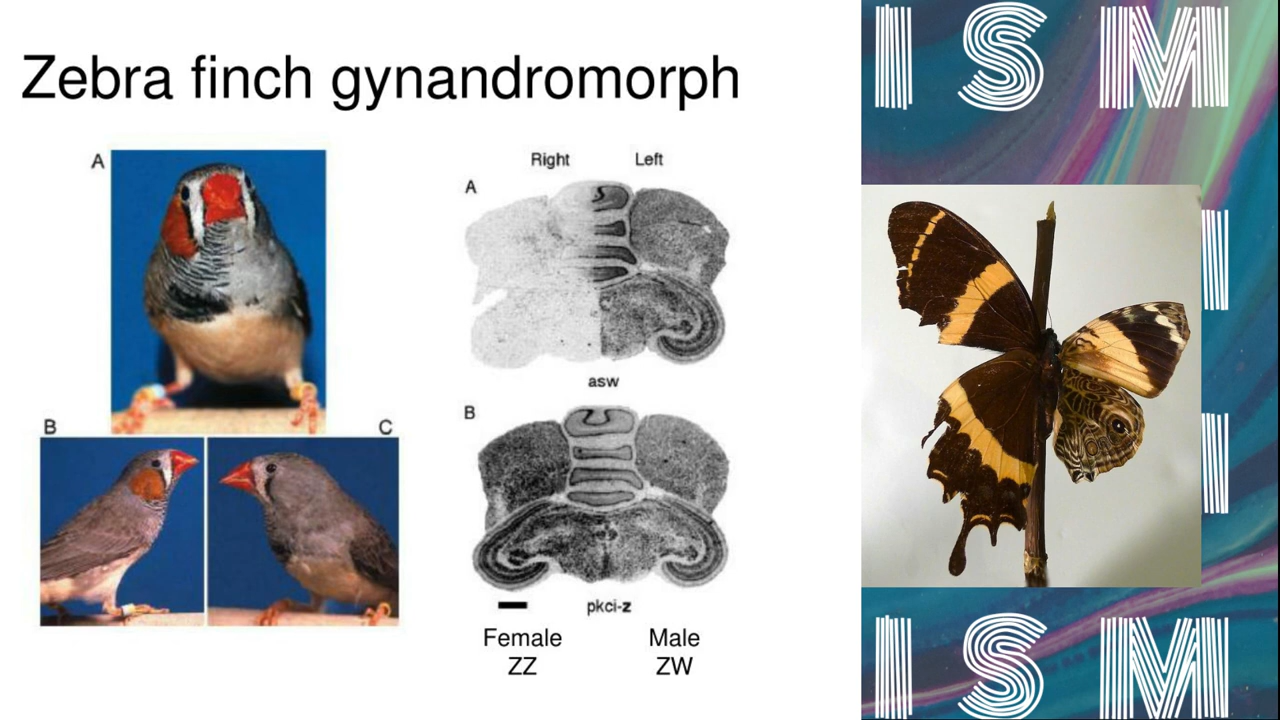 Zebra finch gynandromorph
A
B
C
Right Left
A
asw
B
pkci-z
Female Male
ZZ ZW
I S M
I
I
I S M